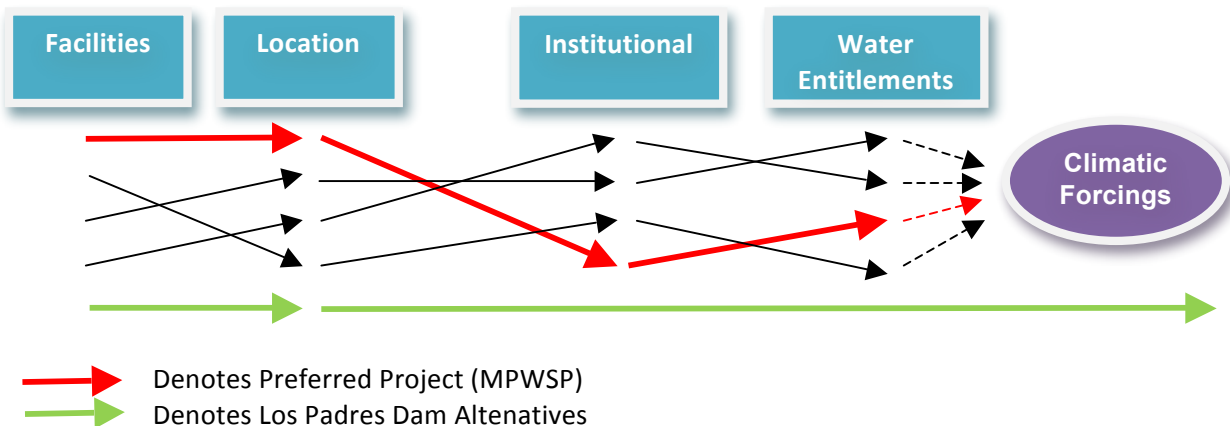 Facilities
Location
Institutional
Water
Entitlements
Climatic
Forcings
Denotes Preferred Project (MPWSP)
Denotes Los Padres Dam Altenatives